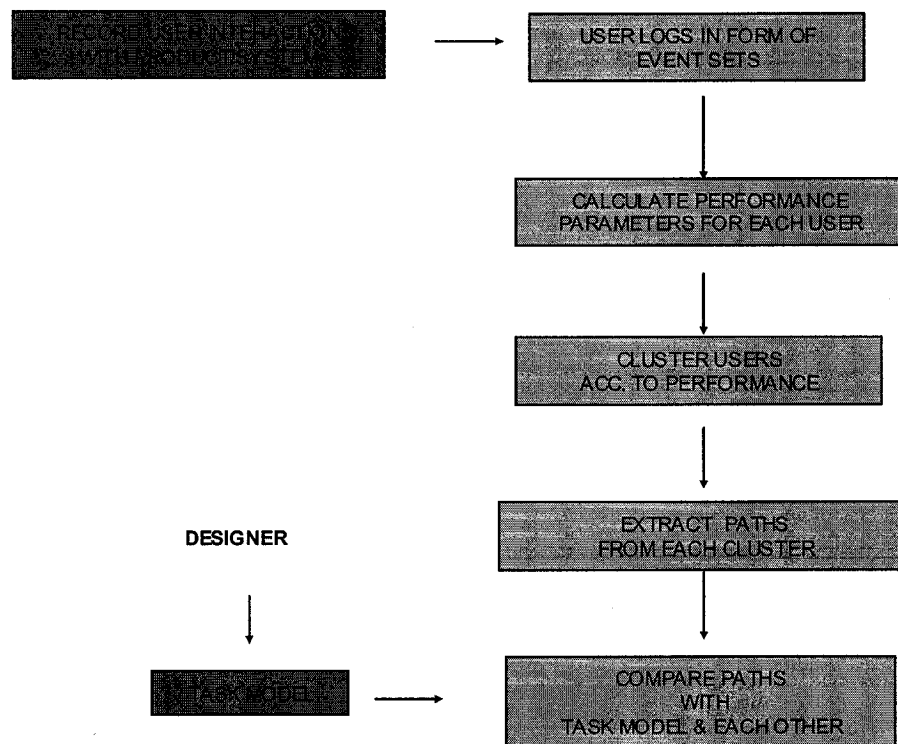 RECORD USER INTERACTION
WITH PRODUCT/SYSTEM
USER LOGS IN FORM OF
EVENT SETS
CALCULATE PERFORMANCE
PARAMETERS FOR EACH USER
CLUSTER USERS
ACC. TO PERFORMANCE
EXTRACT PATHS
FROM EACH CLUSTER
DESIGNER
TASK MODEL
COMPARE PATHS
WITH
TASK MODEL & EACH OTHER